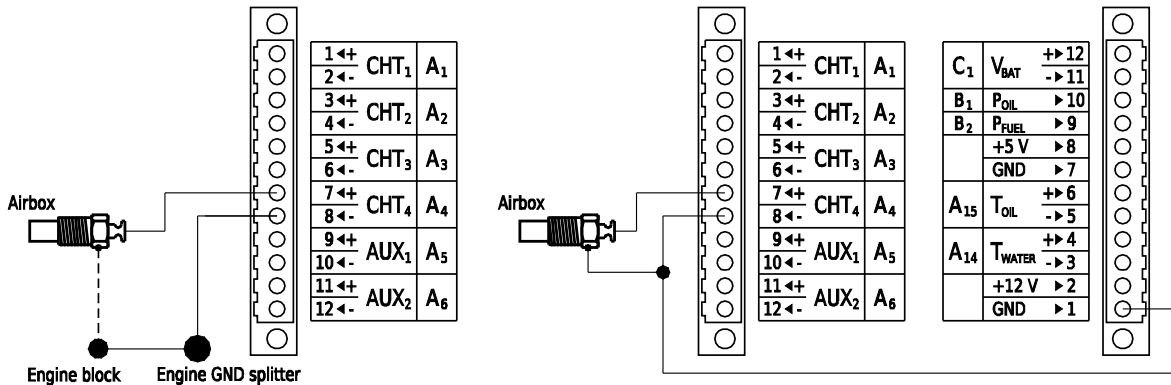 Airbox
Engine block
Engine GND splitter
1 ◂+ CHT₁ A₁
2 ◂-
3 ◂+ CHT₂ A₂
4 ◂-
5 ◂+ CHT₃ A₃
6 ◂-
7 ◂+ CHT₄ A₄
8 ◂-
9 ◂+ AUX₁ A₅
10 ◂-
11 ◂+ AUX₂ A₆
12 ◂-
Airbox
1 ◂+ CHT₁ A₁
2 ◂-
3 ◂+ CHT₂ A₂
4 ◂-
5 ◂+ CHT₃ A₃
6 ◂-
7 ◂+ CHT₄ A₄
8 ◂-
9 ◂+ AUX₁ A₅
10 ◂-
11 ◂+ AUX₂ A₆
12 ◂-
C₁ VBAT +▸ 12
-▸ 11
B₁ POIL ▸ 10
B₂ PFUEL ▸ 9
+5 V ▸ 8
GND ▸ 7
A₁₅ TOIL +▸ 6
-▸ 5
A₁₄ TWATER +▸ 4
-▸ 3
+12 V ▸ 2
GND ▸ 1